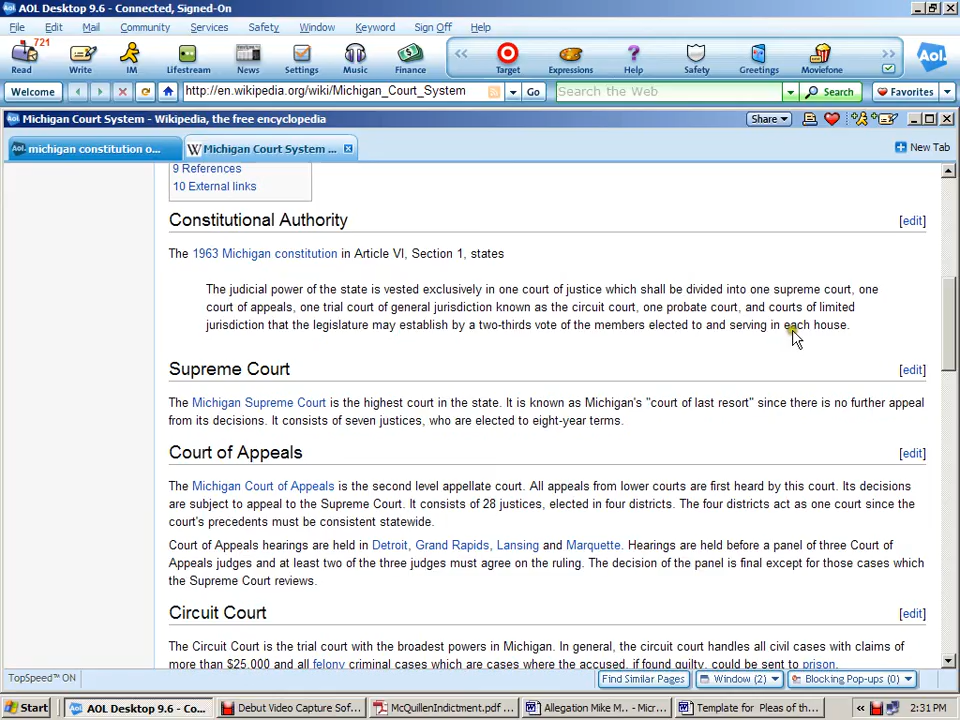 AOL Desktop 9.6 - Connected, Signed-On
File Edit Mail Community Services Safety Window Keyword Sign Off Help
721
Read Write IM Lifestream News Settings Music Finance Target Expressions Help Safety Greetings Moviefone Aol.
Welcome http://en.wikipedia.org/wiki/Michigan_Court_System Go Search the Web Search Favorites
Michigan Court System - Wikipedia, the free encyclopedia Share
Aol. michigan constitution o... W Michigan Court System ... New Tab
9 References
10 External links
Constitutional Authority [edit]
The 1963 Michigan constitution in Article VI, Section 1, states
The judicial power of the state is vested exclusively in one court of justice which shall be divided into one supreme court, one
court of appeals, one trial court of general jurisdiction known as the circuit court, one probate court, and courts of limited
jurisdiction that the legislature may establish by a two-thirds vote of the members elected to and serving in each house.
Supreme Court [edit]
The Michigan Supreme Court is the highest court in the state. It is known as Michigan's "court of last resort" since there is no further appeal
from its decisions. It consists of seven justices, who are elected to eight-year terms.
Court of Appeals [edit]
The Michigan Court of Appeals is the second level appellate court. All appeals from lower courts are first heard by this court. Its decisions
are subject to appeal to the Supreme Court. It consists of 28 justices, elected in four districts. The four districts act as one court since the
court's precedents must be consistent statewide.
Court of Appeals hearings are held in Detroit, Grand Rapids, Lansing and Marquette. Hearings are held before a panel of three Court of
Appeals judges and at least two of the three judges must agree on the ruling. The decision of the panel is final except for those cases which
the Supreme Court reviews.
Circuit Court [edit]
The Circuit Court is the trial court with the broadest powers in Michigan. In general, the circuit court handles all civil cases with claims of
more than $25,000 and all felony criminal cases which are cases where the accused, if found guilty, could be sent to prison.
TopSpeed™ ON Find Similar Pages Window (2) Blocking Pop-ups (0)
Start AOL Desktop 9.6 - Co... Debut Video Capture Sof... McQuillenIndictment.pdf ... Allegation Mike M.. - Micr... Template for Pleas of th... 2:31 PM